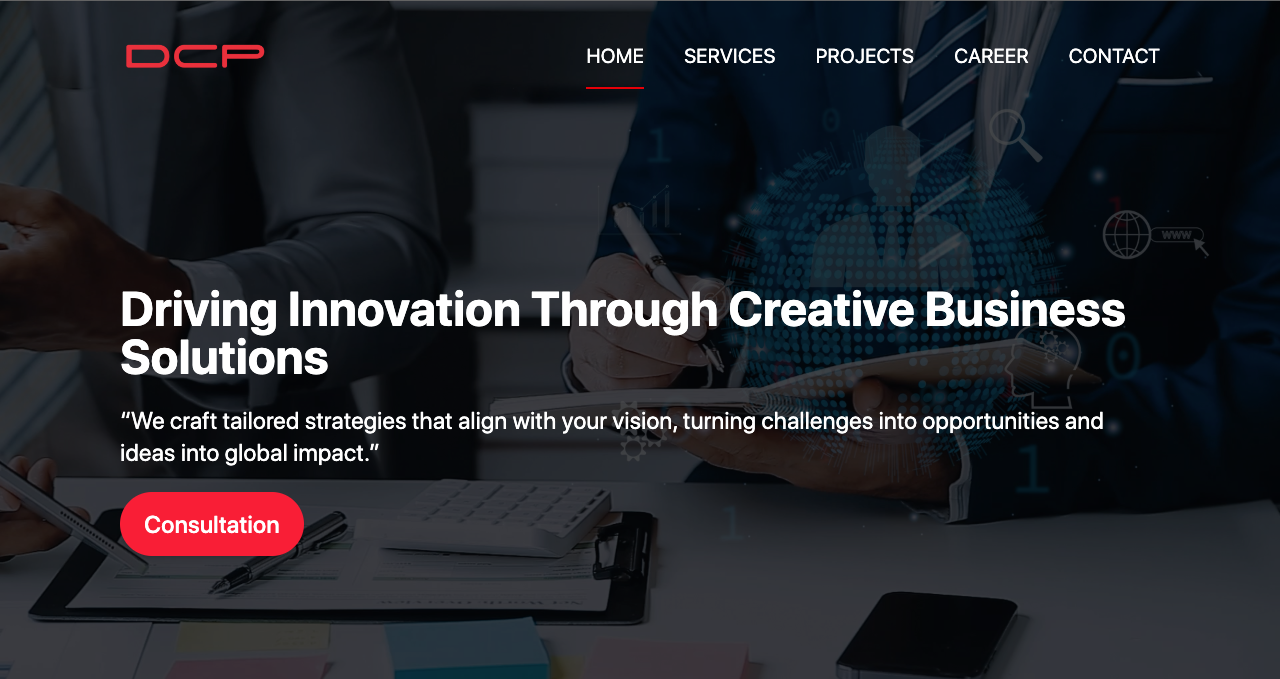 DCP
HOME SERVICES PROJECTS CAREER CONTACT
WWW
Driving Innovation Through Creative Business
Solutions
“We craft tailored strategies that align with your vision, turning challenges into opportunities and
ideas into global impact.”
Consultation